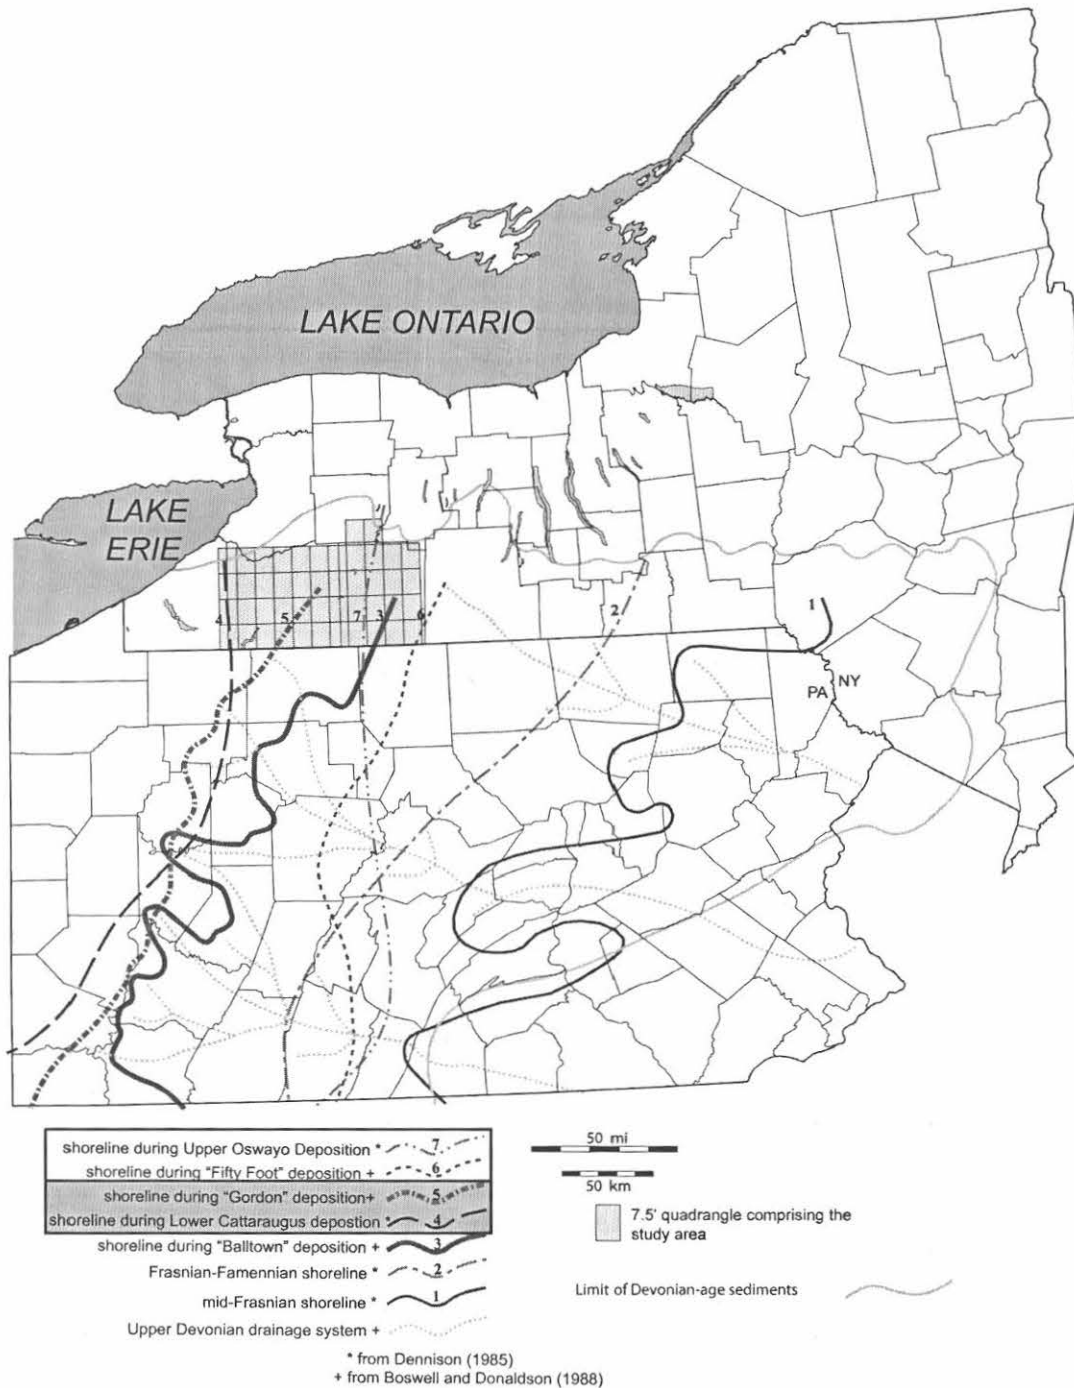 LAKE ONTARIO
LAKE
ERIE
4
5
7
3
6
2
1
PA
NY
shoreline during Upper Oswayo Deposition * 7
shoreline during "Fifty Foot" deposition + 6
shoreline during "Gordon" deposition+ 5
shoreline during Lower Cattaraugus depostion * 4
shoreline during "Balltown" deposition + 3
Frasnian-Famennian shoreline * 2
mid-Frasnian shoreline * 1
Upper Devonian drainage system +
* from Dennison (1985)
+ from Boswell and Donaldson (1988)
50 mi
50 km
7.5' quadrangle comprising the
study area
Limit of Devonian-age sediments